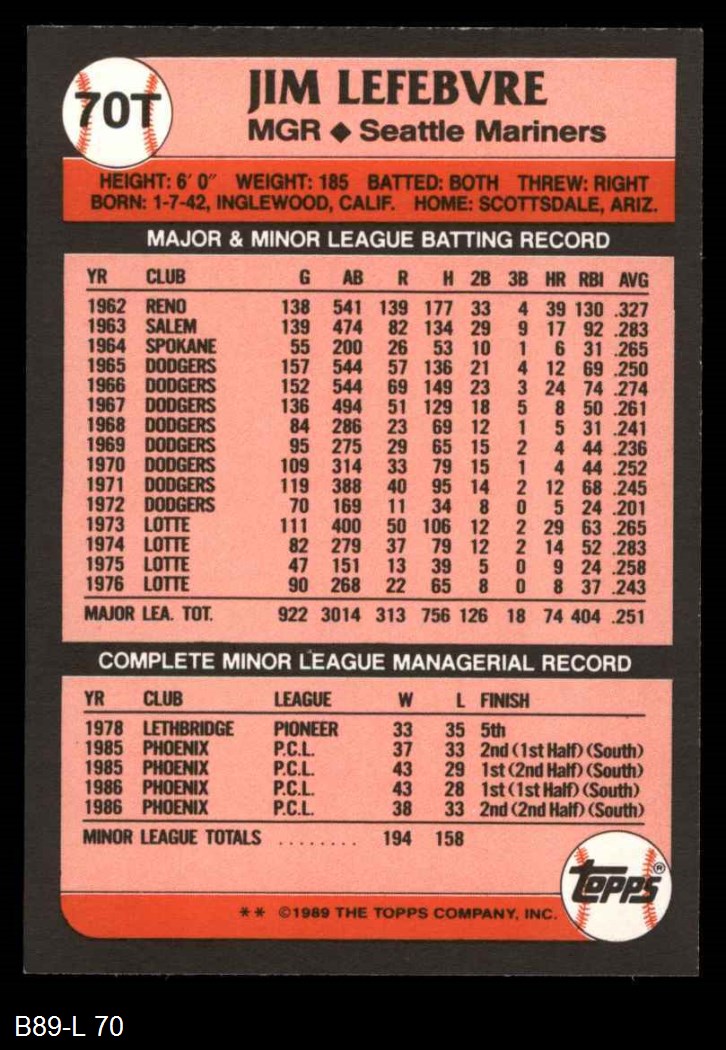 70T
JIM LEFEBVRE
MGR ◆ Seattle Mariners
HEIGHT: 6' 0" WEIGHT: 185 BATTED: BOTH THREW: RIGHT
BORN: 1-7-42, INGLEWOOD, CALIF. HOME: SCOTTSDALE, ARIZ.
MAJOR & MINOR LEAGUE BATTING RECORD
YR CLUB G AB R H 2B 3B HR RBI AVG
1962 RENO 138 541 139 177 33 4 39 130 .327
1963 SALEM 139 474 82 134 29 9 17 92 .283
1964 SPOKANE 55 200 26 53 10 1 6 31 .265
1965 DODGERS 157 544 57 136 21 4 12 69 .250
1966 DODGERS 152 544 69 149 23 3 24 74 .274
1967 DODGERS 136 494 51 129 18 5 8 50 .261
1968 DODGERS 84 286 23 69 12 1 5 31 .241
1969 DODGERS 95 275 29 65 15 2 4 44 .236
1970 DODGERS 109 314 33 79 15 1 4 44 .252
1971 DODGERS 119 388 40 95 14 2 12 68 .245
1972 DODGERS 70 169 11 34 8 0 5 24 .201
1973 LOTTE 111 400 50 106 12 2 29 63 .265
1974 LOTTE 82 279 37 79 12 2 14 52 .283
1975 LOTTE 47 151 13 39 5 0 9 24 .258
1976 LOTTE 90 268 22 65 8 0 8 37 .243
MAJOR LEA. TOT. 922 3014 313 756 126 18 74 404 .251
COMPLETE MINOR LEAGUE MANAGERIAL RECORD
YR CLUB LEAGUE W L FINISH
1978 LETHBRIDGE PIONEER 33 35 5th
1985 PHOENIX P.C.L. 37 33 2nd (1st Half) (South)
1985 PHOENIX P.C.L. 43 29 1st (2nd Half) (South)
1986 PHOENIX P.C.L. 43 28 1st (1st Half) (South)
1986 PHOENIX P.C.L. 38 33 2nd (2nd Half) (South)
MINOR LEAGUE TOTALS ........ 194 158
TOPPS®
** ©1989 THE TOPPS COMPANY, INC.
B89-L 70